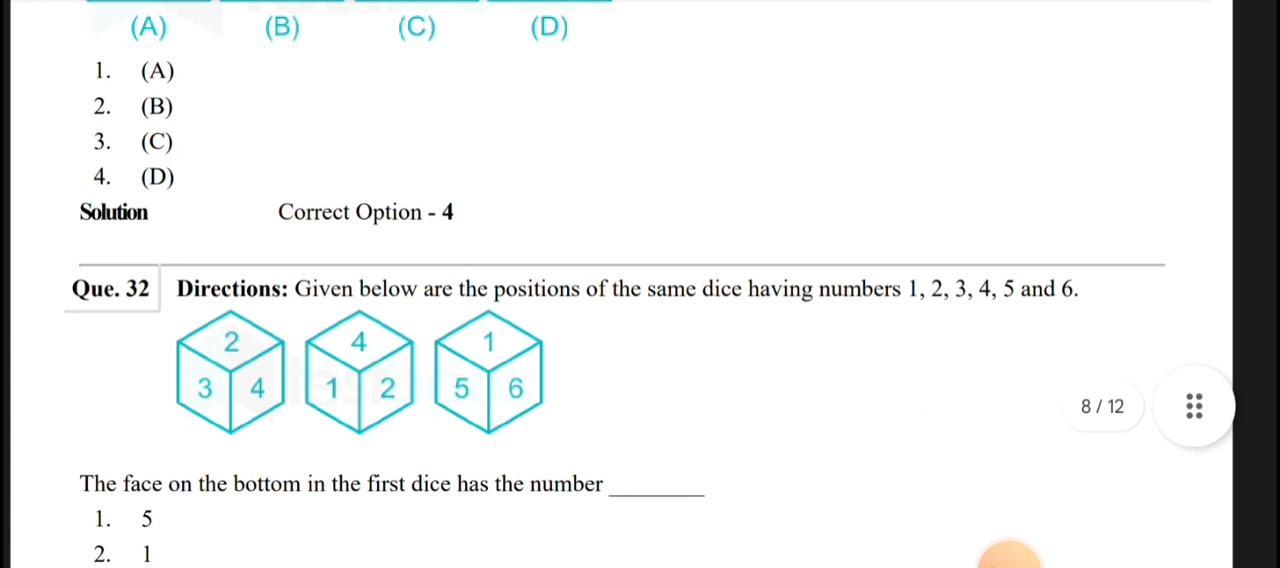 (A) (B) (C) (D)
1. (A)
2. (B)
3. (C)
4. (D)
Solution Correct Option - 4
Que. 32 Directions: Given below are the positions of the same dice having numbers 1, 2, 3, 4, 5 and 6.
2 4 1
3 4 1 2 5 6
8 / 12
The face on the bottom in the first dice has the number ________
1. 5
2. 1